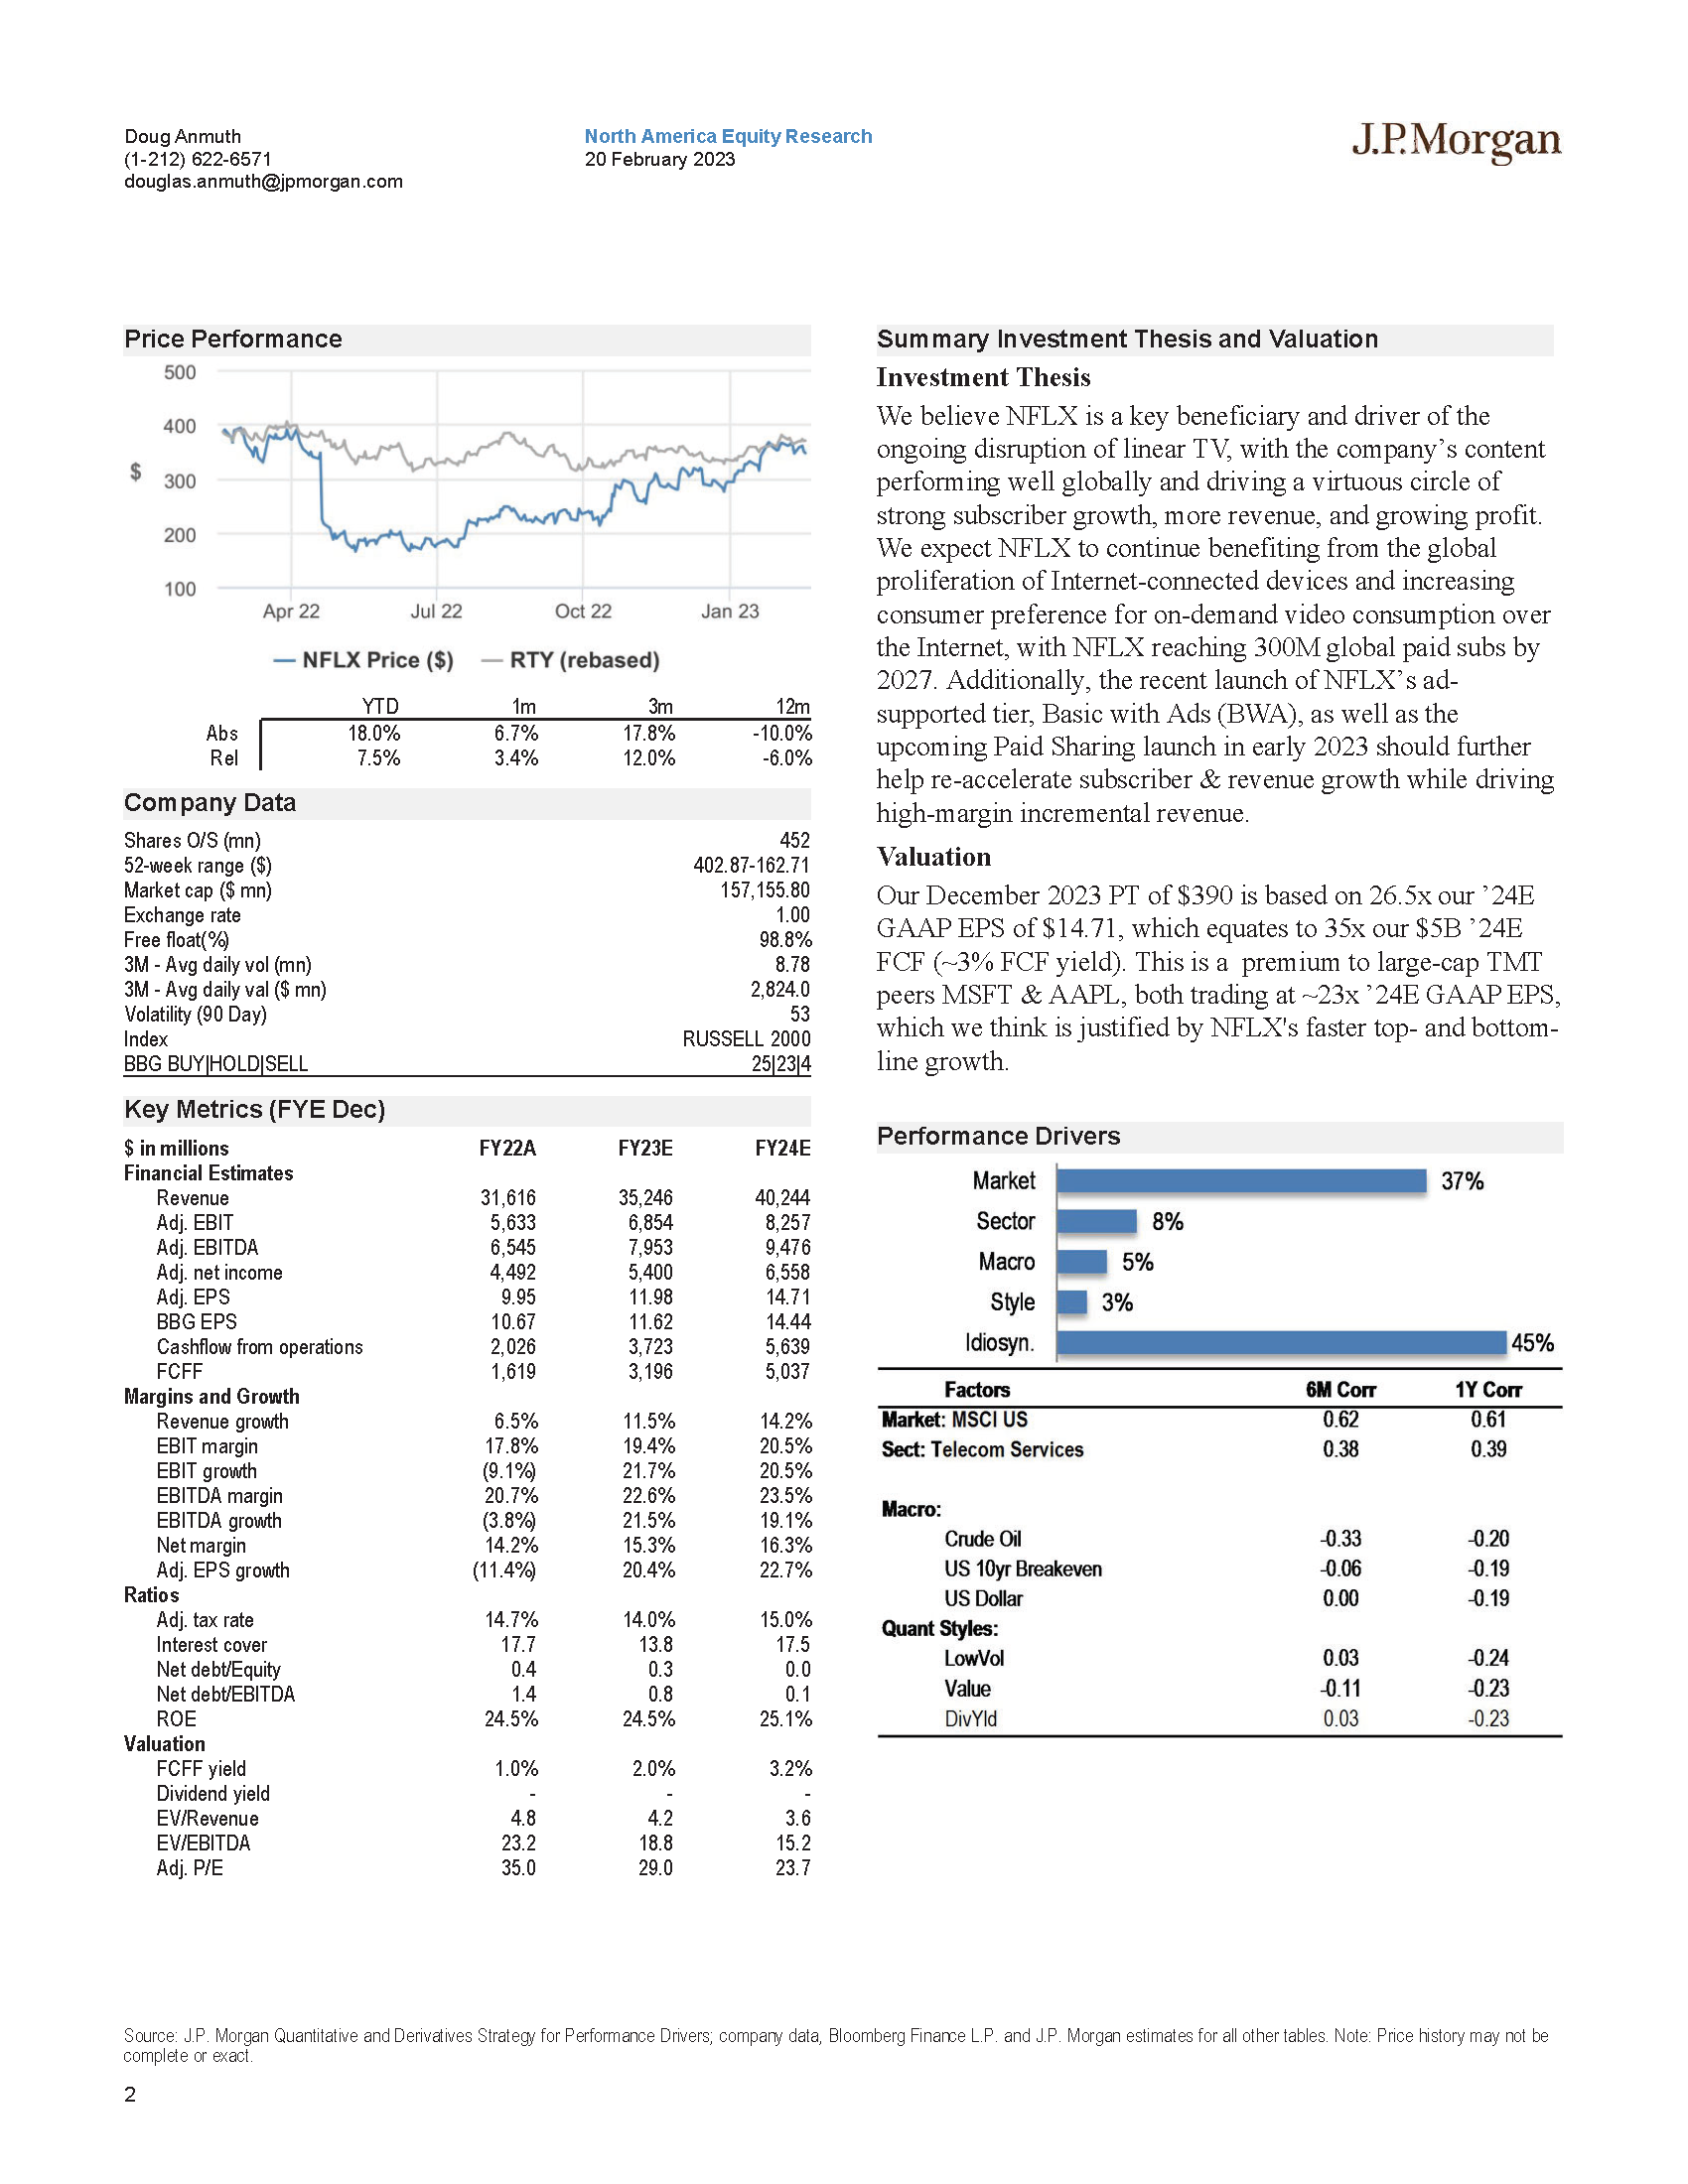 Doug Anmuth
(1-212) 622-6571
douglas.anmuth@jpmorgan.com
North America Equity Research
20 February 2023
J.P.Morgan
Price Performance
500
400
$
300
200
100
Apr 22 Jul 22 Oct 22 Jan 23
NFLX Price ($) RTY (rebased)
YTD 1m 3m 12m
Abs 18.0% 6.7% 17.8% -10.0%
Rel 7.5% 3.4% 12.0% -6.0%
Company Data
Shares O/S (mn) 452
52-week range ($) 402.87-162.71
Market cap ($ mn) 157,155.80
Exchange rate 1.00
Free float(%) 98.8%
3M - Avg daily vol (mn) 8.78
3M - Avg daily val ($ mn) 2,824.0
Volatility (90 Day) 53
Index RUSSELL 2000
BBG BUY|HOLD|SELL 25|23|4
Key Metrics (FYE Dec)
$ in millions FY22A FY23E FY24E
Financial Estimates
Revenue 31,616 35,246 40,244
Adj. EBIT 5,633 6,854 8,257
Adj. EBITDA 6,545 7,953 9,476
Adj. net income 4,492 5,400 6,558
Adj. EPS 9.95 11.98 14.71
BBG EPS 10.67 11.62 14.44
Cashflow from operations 2,026 3,723 5,639
FCFF 1,619 3,196 5,037
Margins and Growth
Revenue growth 6.5% 11.5% 14.2%
EBIT margin 17.8% 19.4% 20.5%
EBIT growth (9.1%) 21.7% 20.5%
EBITDA margin 20.7% 22.6% 23.5%
EBITDA growth (3.8%) 21.5% 19.1%
Net margin 14.2% 15.3% 16.3%
Adj. EPS growth (11.4%) 20.4% 22.7%
Ratios
Adj. tax rate 14.7% 14.0% 15.0%
Interest cover 17.7 13.8 17.5
Net debt/Equity 0.4 0.3 0.0
Net debt/EBITDA 1.4 0.8 0.1
ROE 24.5% 24.5% 25.1%
Valuation
FCFF yield 1.0% 2.0% 3.2%
Dividend yield - - -
EV/Revenue 4.8 4.2 3.6
EV/EBITDA 23.2 18.8 15.2
Adj. P/E 35.0 29.0 23.7
Summary Investment Thesis and Valuation
Investment Thesis
We believe NFLX is a key beneficiary and driver of the
ongoing disruption of linear TV, with the company’s content
performing well globally and driving a virtuous circle of
strong subscriber growth, more revenue, and growing profit.
We expect NFLX to continue benefiting from the global
proliferation of Internet-connected devices and increasing
consumer preference for on-demand video consumption over
the Internet, with NFLX reaching 300M global paid subs by
2027. Additionally, the recent launch of NFLX’s ad-
supported tier, Basic with Ads (BWA), as well as the
upcoming Paid Sharing launch in early 2023 should further
help re-accelerate subscriber & revenue growth while driving
high-margin incremental revenue.
Valuation
Our December 2023 PT of $390 is based on 26.5x our ’24E
GAAP EPS of $14.71, which equates to 35x our $5B ’24E
FCF (~3% FCF yield). This is a premium to large-cap TMT
peers MSFT & AAPL, both trading at ~23x ’24E GAAP EPS,
which we think is justified by NFLX's faster top- and bottom-
line growth.
Performance Drivers
Market 37%
Sector 8%
Macro 5%
Style 3%
Idiosyn. 45%
Factors 6M Corr 1Y Corr
Market: MSCI US 0.62 0.61
Sect: Telecom Services 0.38 0.39
Macro:
Crude Oil -0.33 -0.20
US 10yr Breakeven -0.06 -0.19
US Dollar 0.00 -0.19
Quant Styles:
LowVol 0.03 -0.24
Value -0.11 -0.23
DivYld 0.03 -0.23
Source: J.P. Morgan Quantitative and Derivatives Strategy for Performance Drivers; company data, Bloomberg Finance L.P. and J.P. Morgan estimates for all other tables. Note: Price history may not be
complete or exact.
2